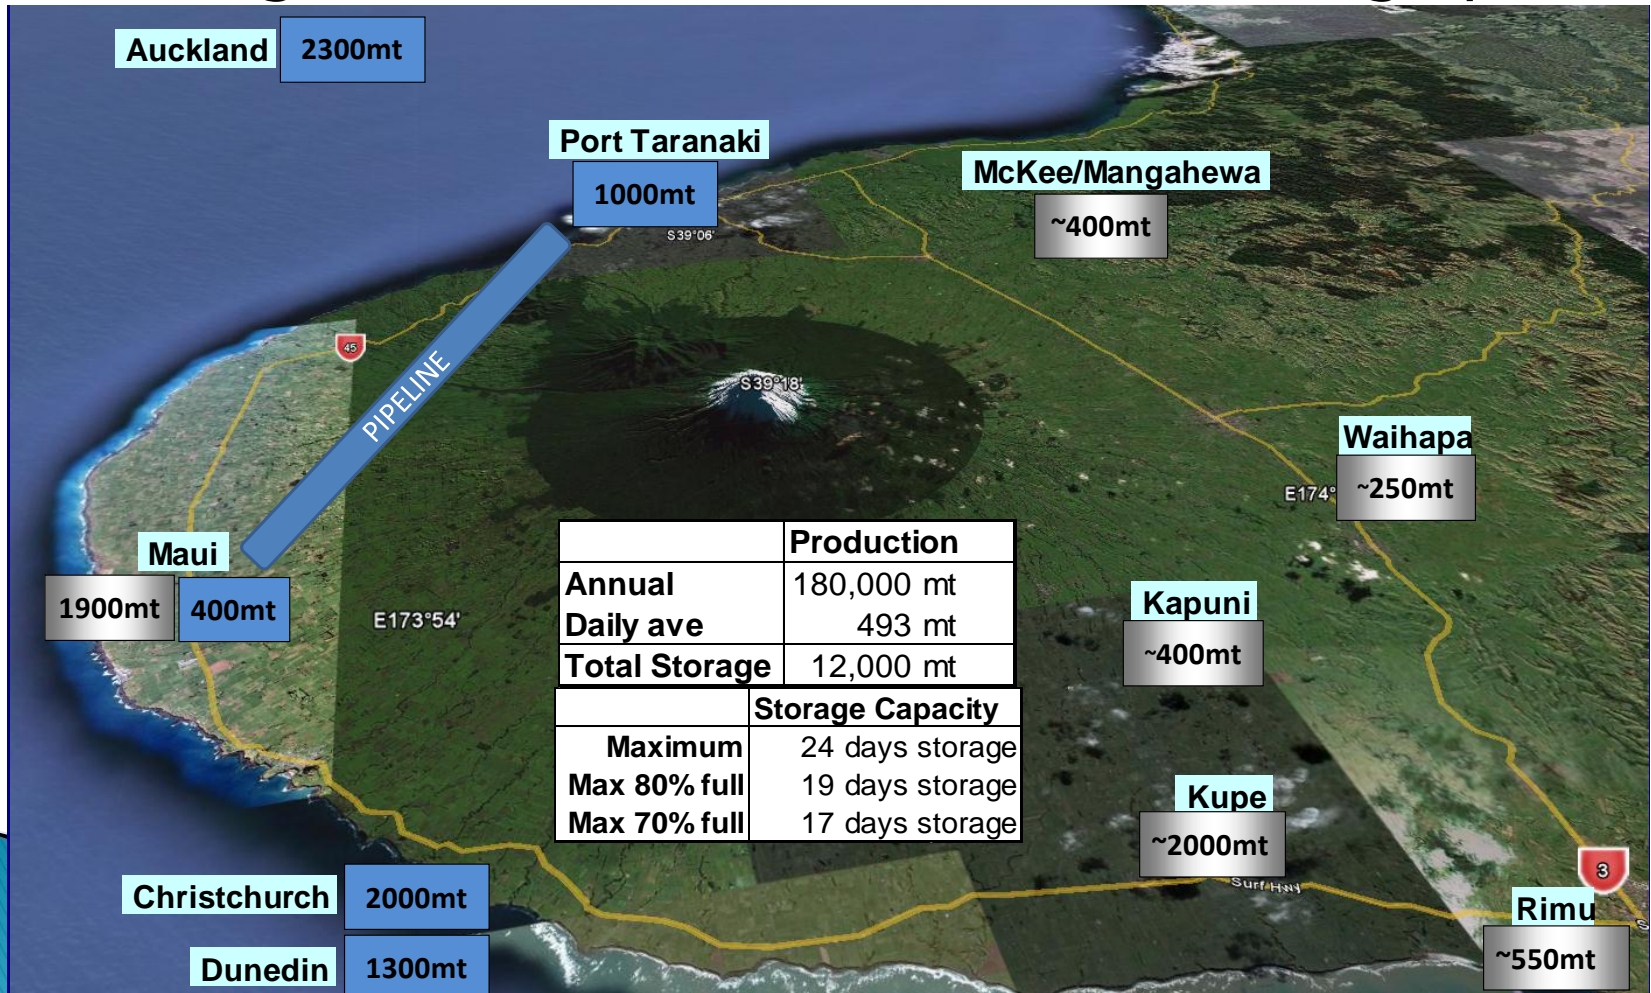 Auckland
2300mt
Port Taranaki
1000mt
McKee/Mangahewa
~400mt
S39°06'
45
PIPELINE
S39°18'
Waihapa
~250mt
E174°
Maui
1900mt
400mt
E173°54'
Production
Annual 180,000 mt
Daily ave 493 mt
Total Storage 12,000 mt
Storage Capacity
Maximum 24 days storage
Max 80% full 19 days storage
Max 70% full 17 days storage
Kapuni
~400mt
Kupe
~2000mt
Surf Hwy
3
Rimu
~550mt
Christchurch
2000mt
Dunedin
1300mt